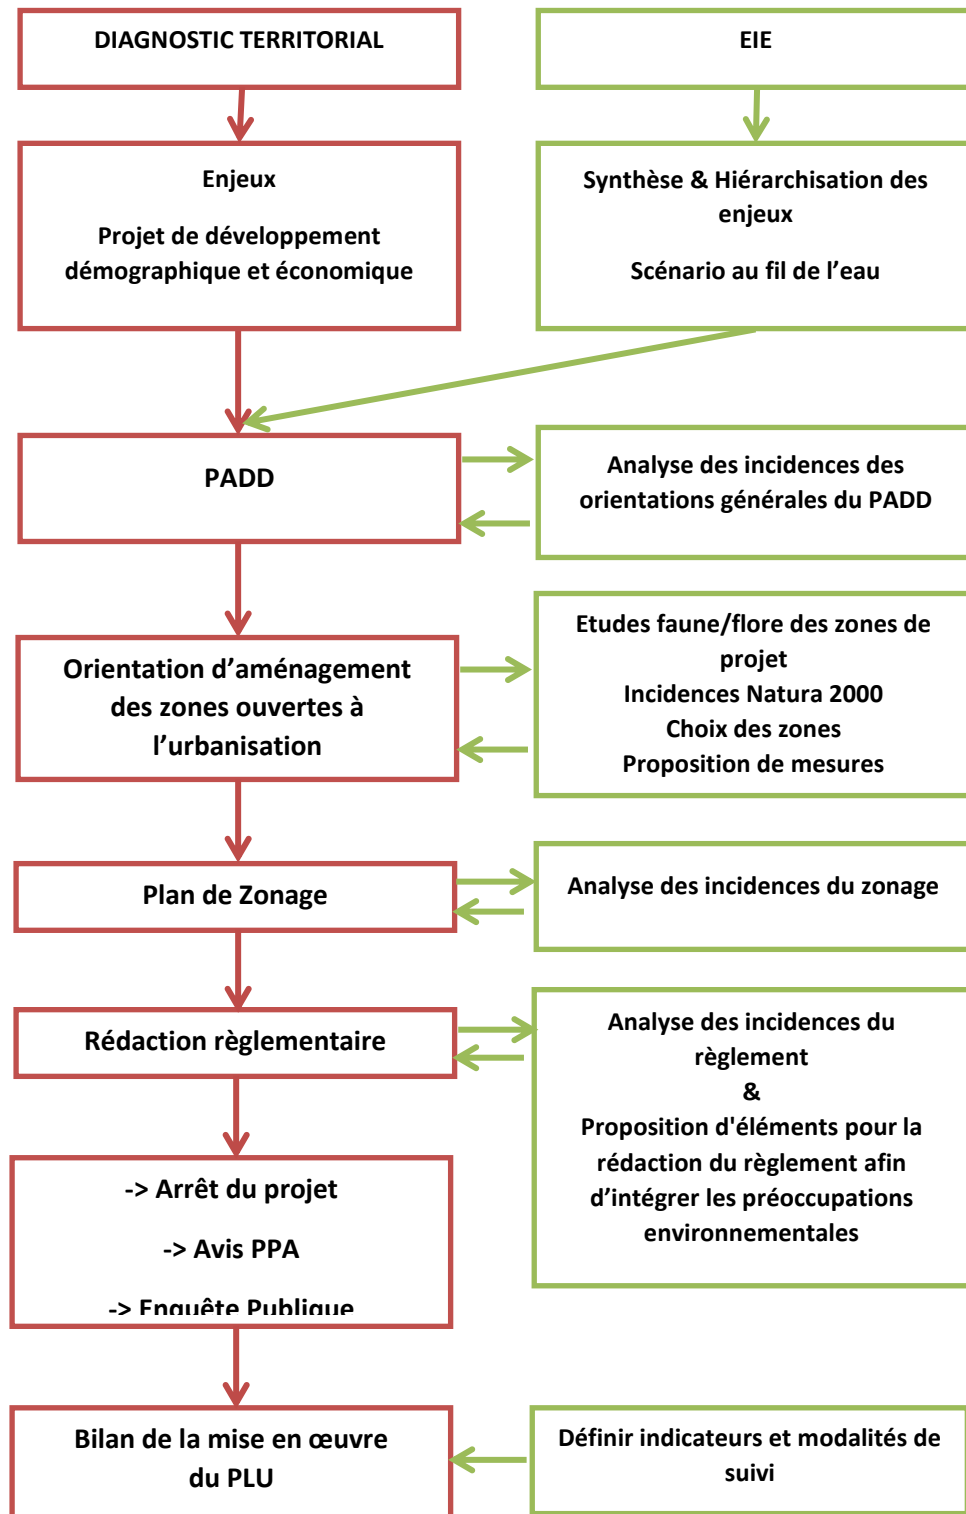 DIAGNOSTIC TERRITORIAL
EIE
Enjeux
Projet de développement
démographique et économique
Synthèse & Hiérarchisation des
enjeux
Scénario au fil de l’eau
PADD
Analyse des incidences des
orientations générales du PADD
Orientation d’aménagement
des zones ouvertes à
l’urbanisation
Etudes faune/flore des zones de
projet
Incidences Natura 2000
Choix des zones
Proposition de mesures
Plan de Zonage
Analyse des incidences du zonage
Rédaction règlementaire
Analyse des incidences du
règlement
&
Proposition d'éléments pour la
rédaction du règlement afin
d’intégrer les préoccupations
environnementales
-> Arrêt du projet
-> Avis PPA
-> Enquête Publique
Bilan de la mise en œuvre
du PLU
Définir indicateurs et modalités de
suivi